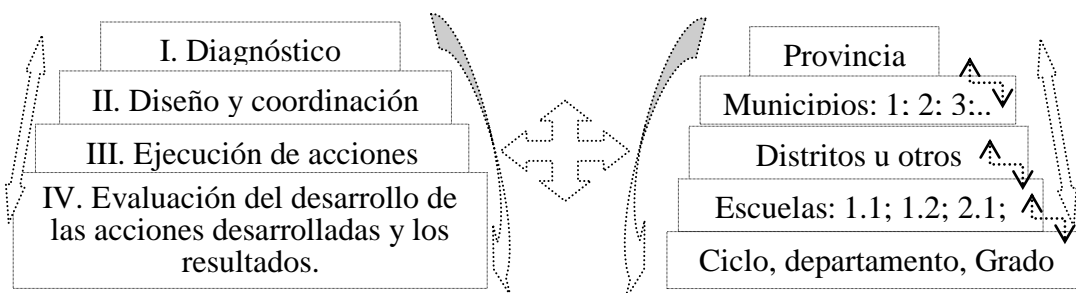 I. Diagnóstico
II. Diseño y coordinación
III. Ejecución de acciones
IV. Evaluación del desarrollo de
las acciones desarrolladas y los
resultados.
Provincia
Municipios: 1; 2; 3;..
Distritos u otros
Escuelas: 1.1; 1.2; 2.1;
Ciclo, departamento, Grado